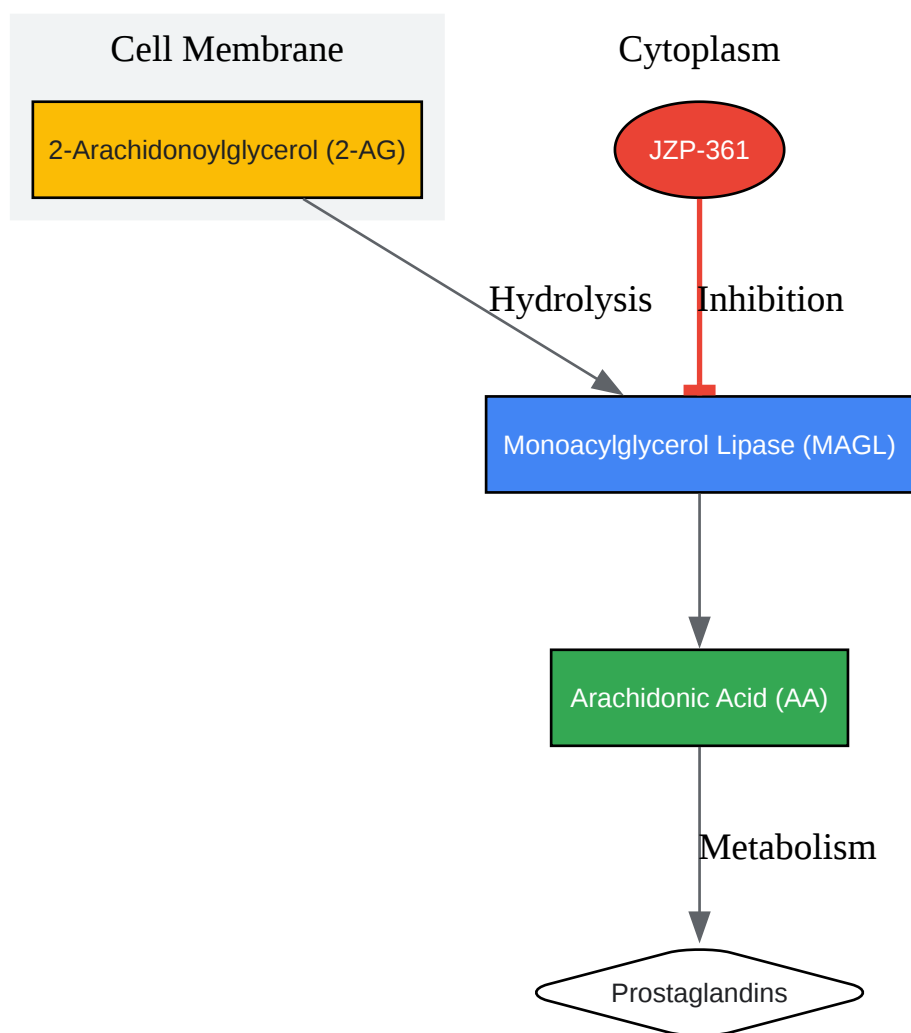 Cell Membrane
Cytoplasm
2-Arachidonoylglycerol (2-AG)
JZP-361
Hydrolysis
Inhibition
Monoacylglycerol Lipase (MAGL)
Arachidonic Acid (AA)
Metabolism
Prostaglandins